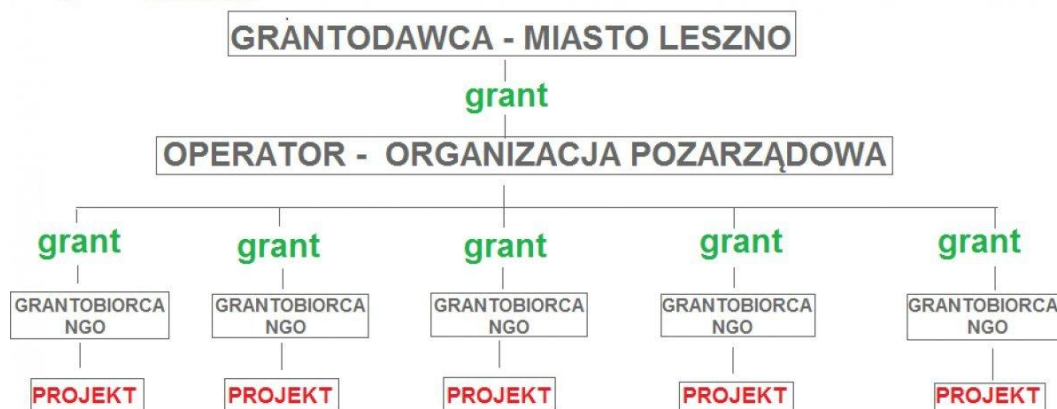 GRANTODAWCA - MIASTO LESZNO
grant
OPERATOR - ORGANIZACJA POZARZĄDOWA
grant grant grant grant grant
GRANTOBIORCA GRANTOBIORCA GRANTOBIORCA GRANTOBIORCA GRANTOBIORCA
NGO NGO NGO NGO NGO
PROJEKT PROJEKT PROJEKT PROJEKT PROJEKT